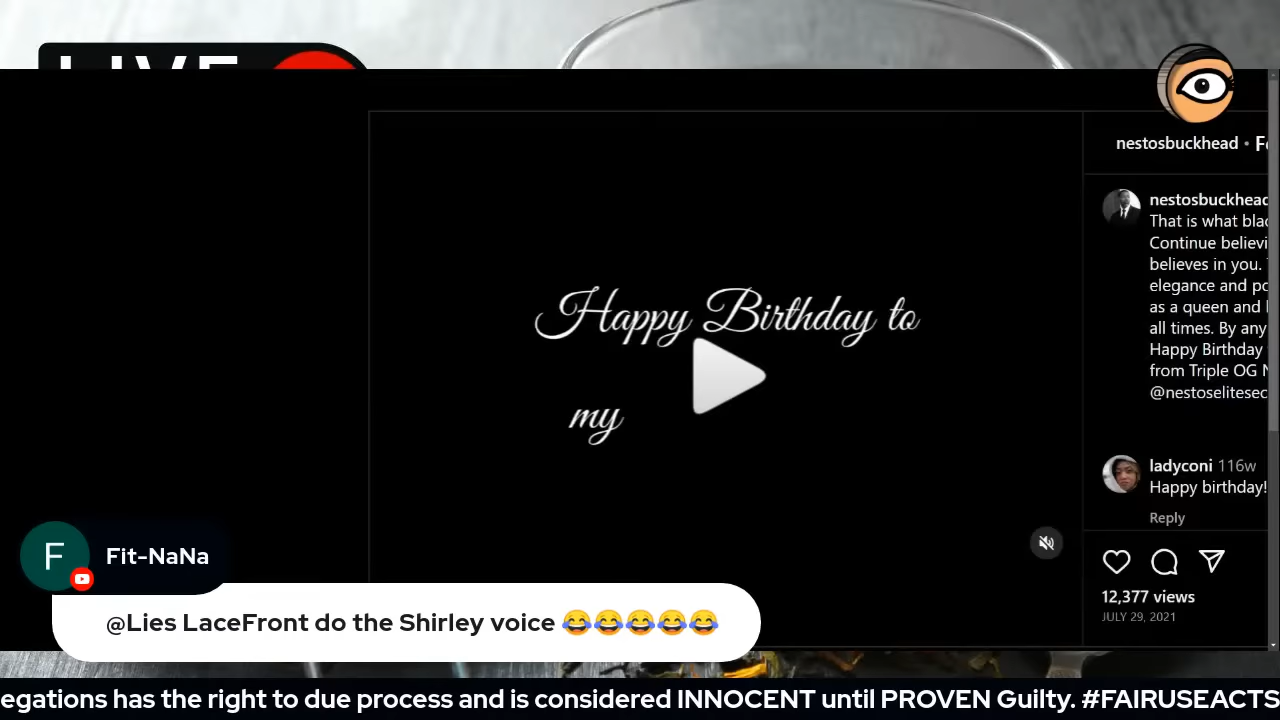 LIVE
nestosbuckhead •
Happy Birthday to
my
nestosbuckhead
That is what
Continue
believes in you.
elegance and
as a queen and
all times. By any
Happy Birthday
from Triple OG
@nestoselitesec
ladyconi 116w
Happy birthday!
Reply
12,377 views
JULY 29, 2021
F
Fit-NaNa
@Lies LaceFront do the Shirley voice 😂😂😂😂😂
egations has the right to due process and is considered INNOCENT until PROVEN Guilty. #FAIRUSEACTS